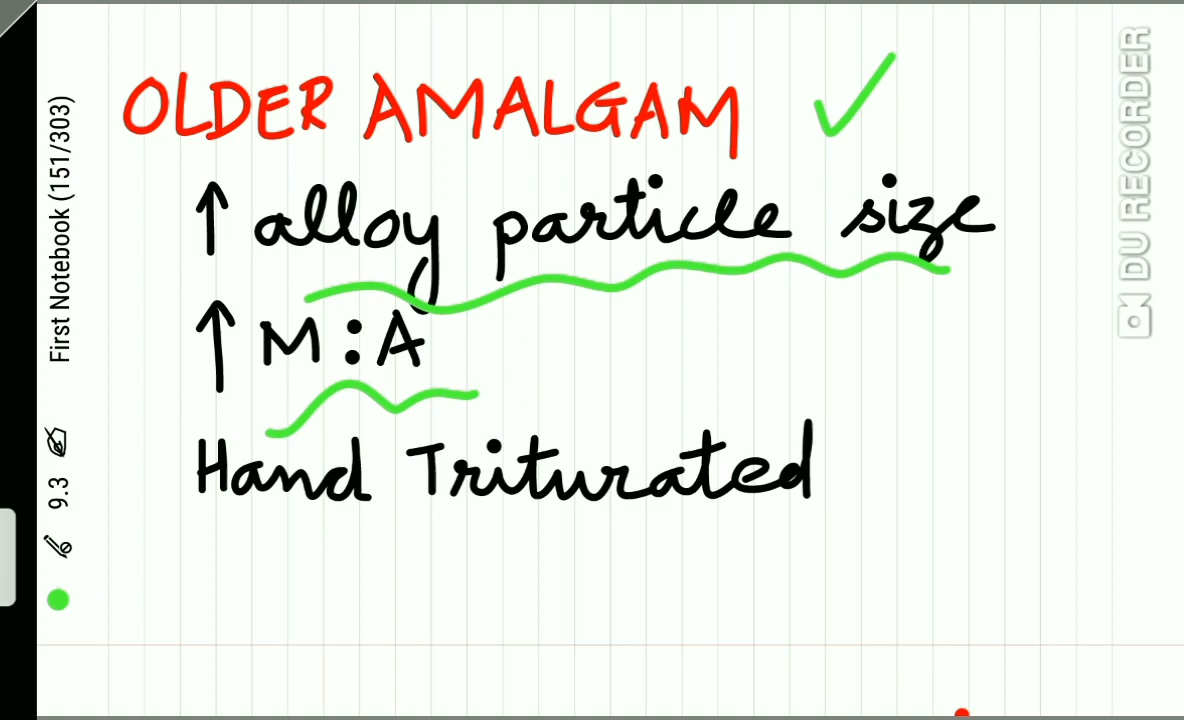 OLDER AMALGAM ✓
↑ alloy particle size
↑ M:A
Hand Triturated
First Notebook (151/303)
9.3
DU RECORDER